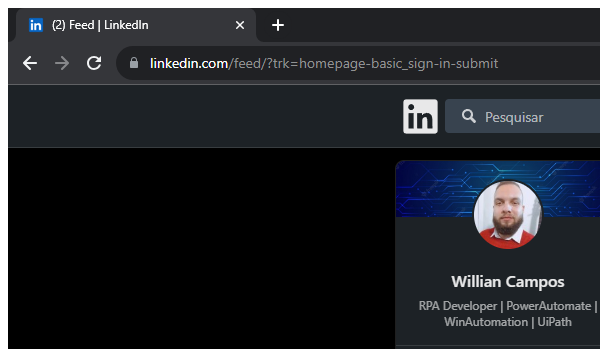 (2) Feed | LinkedIn
linkedin.com/feed/?trk=homepage-basic_sign-in-submit
in Pesquisar
Willian Campos
RPA Developer | PowerAutomate |
WinAutomation | UiPath